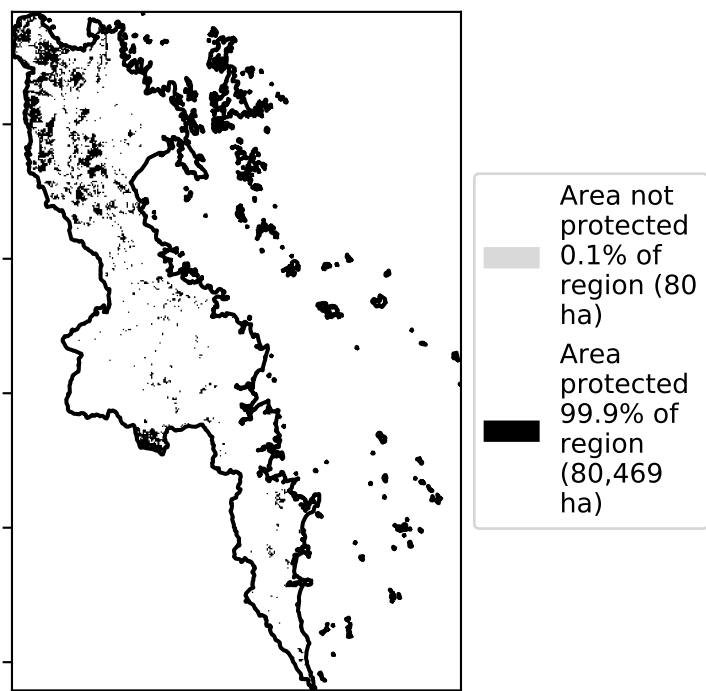 Area not
protected
0.1% of
region (80
ha)
Area
protected
99.9% of
region
(80,469
ha)